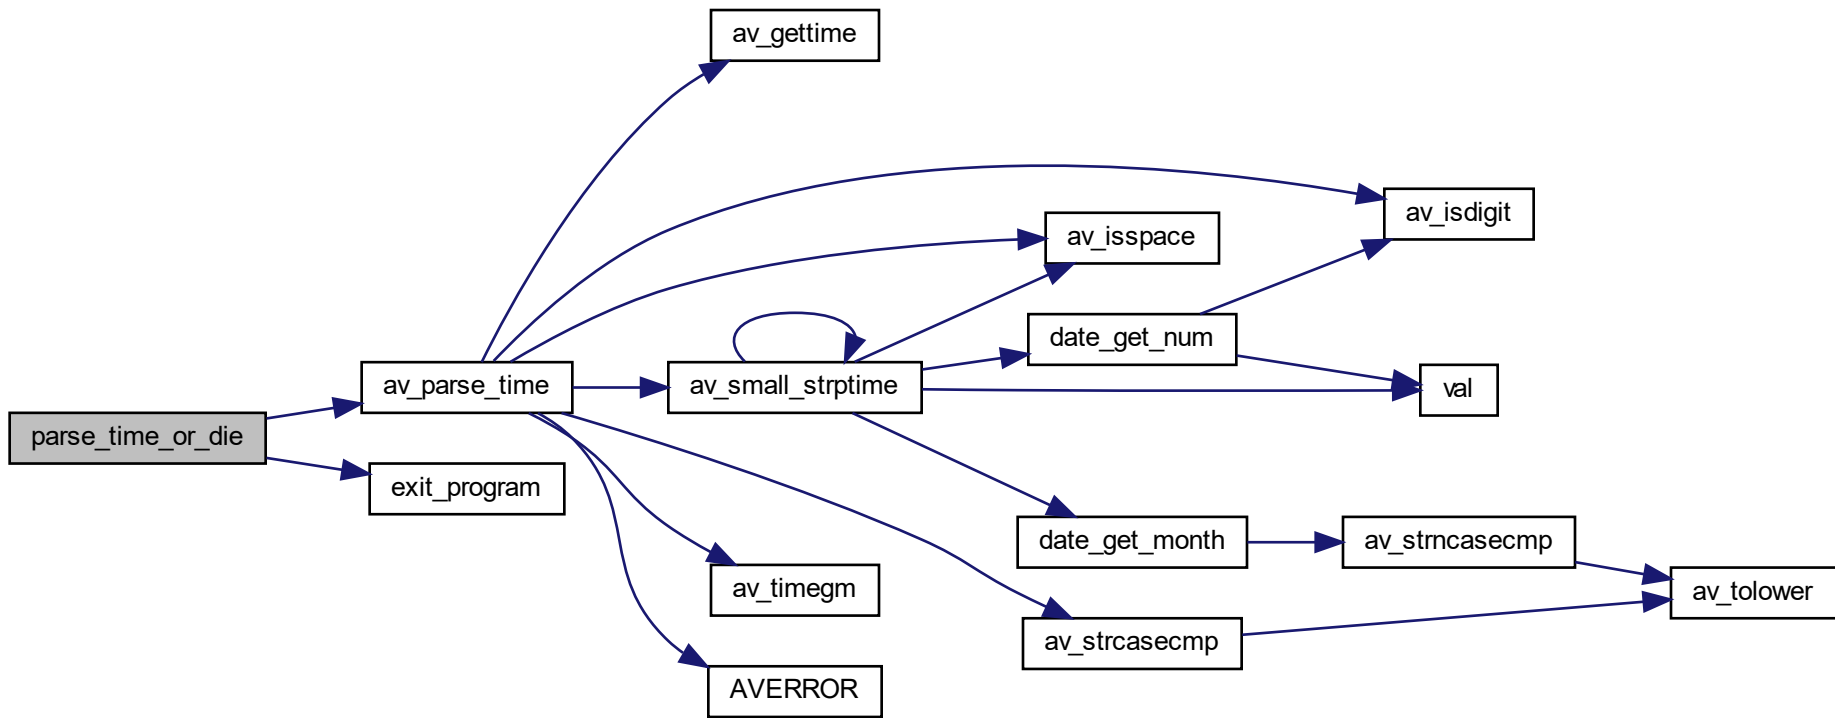 av_gettime
av_isdigit
av_isspace
date_get_num
av_parse_time
av_small_strptime
val
parse_time_or_die
exit_program
date_get_month
av_strncasecmp
av_timegm
av_tolower
av_strcasecmp
AVERROR